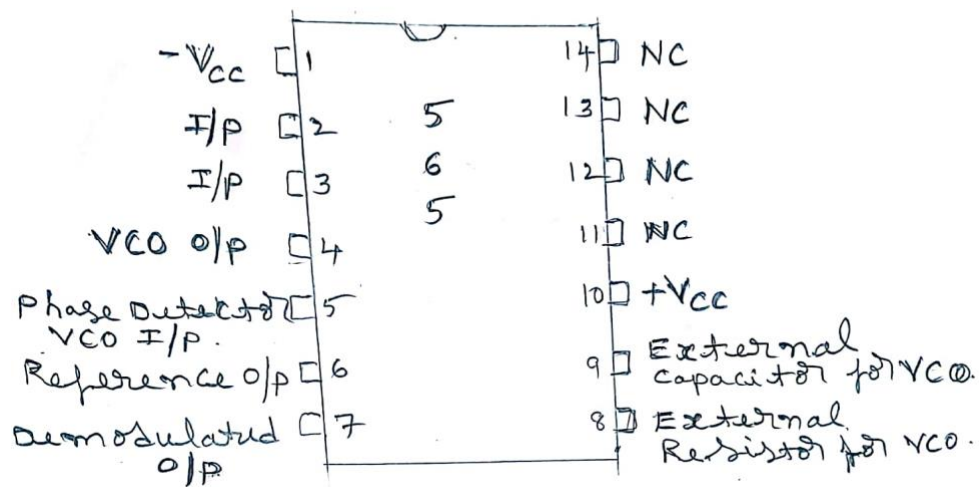 -VCC 1
I/P 2
I/P 3
VCO O/P 4
Phase Detector 5
VCO I/P.
Reference O/P 6
Demodulated 7
O/P
5
6
5
14 NC
13 NC
12 NC
11 NC
10 +VCC
9 External
Capacitor for VCO.
8 External
Resistor for VCO.